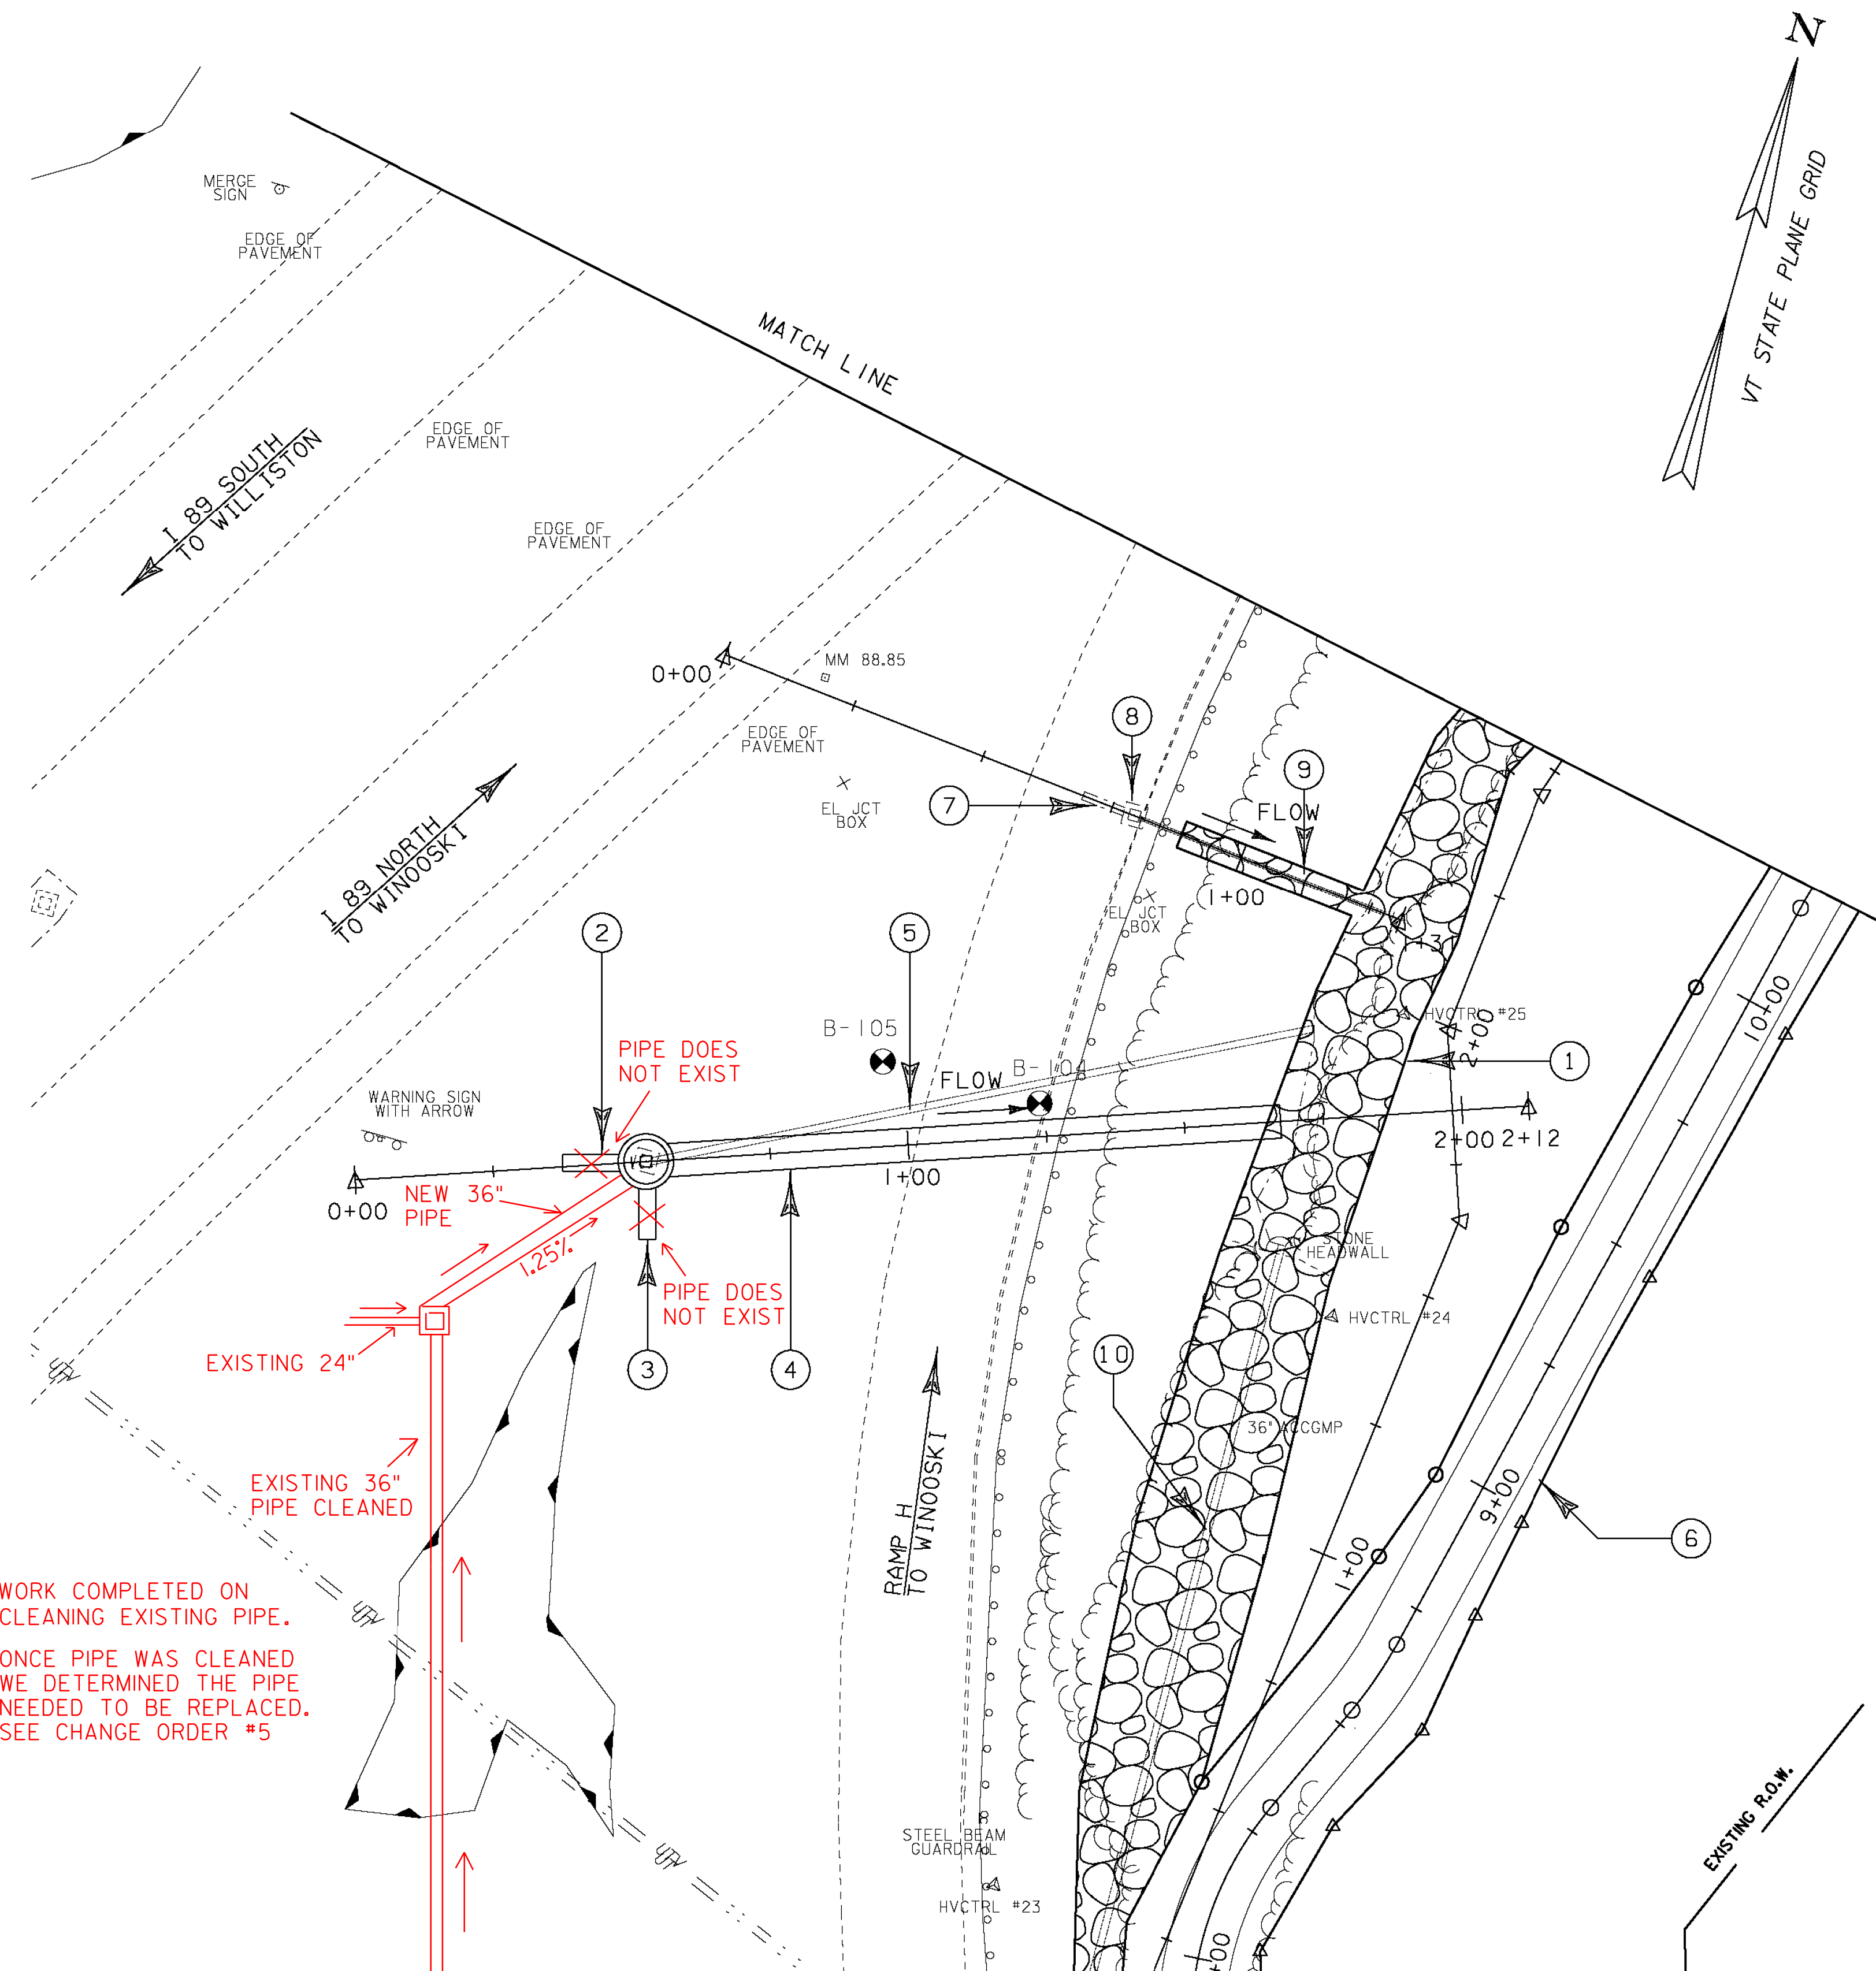 N
VT STATE PLANE GRID
MERGE
SIGN
EDGE OF
PAVEMENT
MATCH LINE
EDGE OF
PAVEMENT
I 89 SOUTH
TO WILLISTON
EDGE OF
PAVEMENT
0+00
MM 88.85
8
EDGE OF
PAVEMENT
9
7
FLOW
EL JCT
BOX
I 89 NORTH
TO WINOOSKI
1+00
EL JCT
BOX
2
5
HVCTRL #25
2+00
10+00
B-105
PIPE DOES
NOT EXIST
FLOW
B-104
1
WARNING SIGN
WITH ARROW
2+00
2+12
1+00
0+00
NEW 36"
PIPE
1.25%
STONE
HEADWALL
PIPE DOES
NOT EXIST
HVCTRL #24
EXISTING 24"
3
4
10
36" ACCGMP
EXISTING 36"
PIPE CLEANED
RAMP H
TO WINOOSKI
9+00
6
1+00
WORK COMPLETED ON
CLEANING EXISTING PIPE.
ONCE PIPE WAS CLEANED
WE DETERMINED THE PIPE
NEEDED TO BE REPLACED.
SEE CHANGE ORDER #5
EXISTING R.O.W.
STEEL BEAM
GUARDRAIL
HVCTRL #23